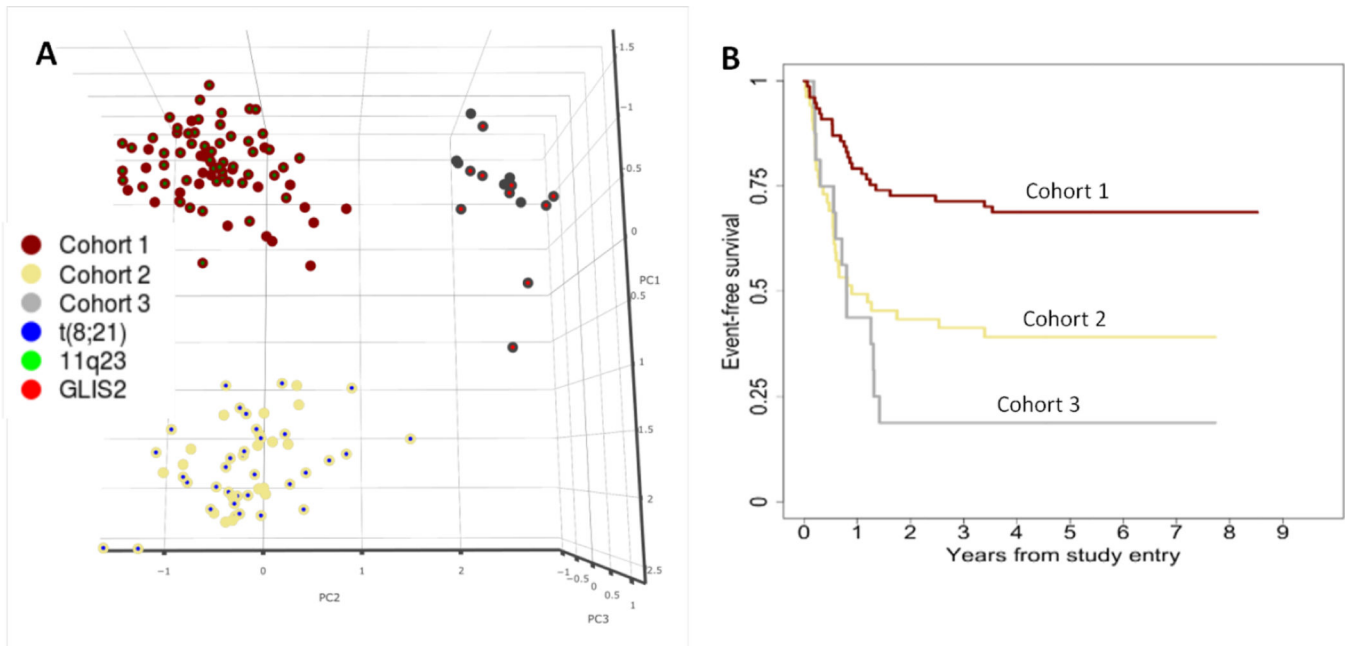 A
Cohort 1
Cohort 2
Cohort 3
t(8;21)
11q23
GLIS2
−1.5
−1
0.5
0
PC1
0.5
1
1.5
2
2.5
−1
0
1
2
−1
−0.5
0
0.5
1
PC2
PC3
B
Event-free survival
1
0.75
0.5
0.25
0
Cohort 1
Cohort 2
Cohort 3
0 1 2 3 4 5 6 7 8 9
Years from study entry